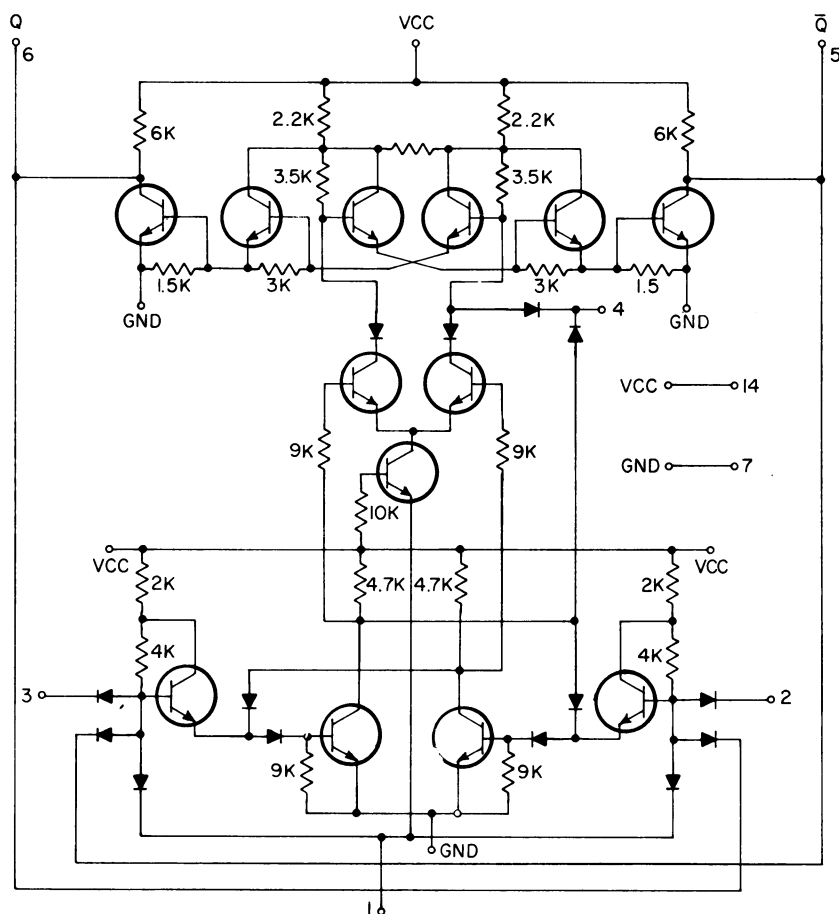 Q VCC Q̅
6 5
6K 2.2K 2.2K 6K
3.5K 3.5K
1.5K 3K 3K 1.5
GND 4 GND
VCC 14
9K 9K
GND 7
10K
VCC VCC
2K 4.7K 4.7K 2K
4K 4K
3 2
9K 9K
GND
1